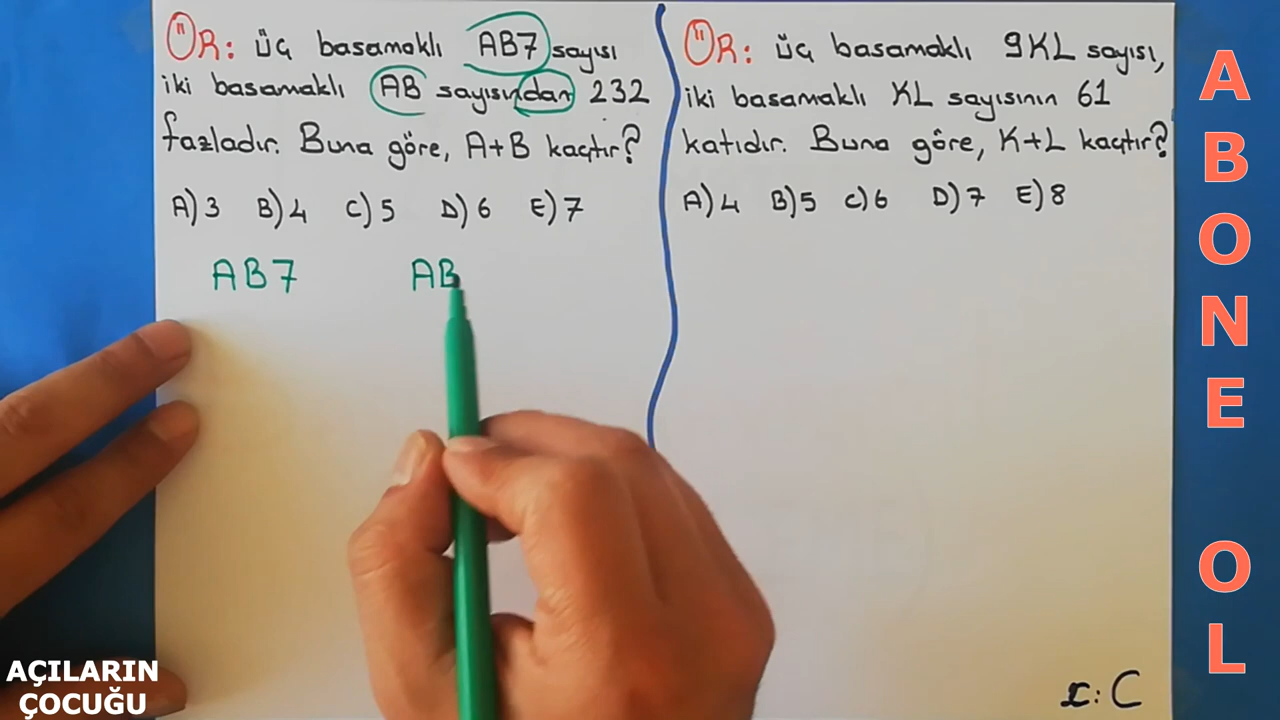 ÖR: üç basamaklı AB7 sayısı
iki basamaklı AB sayısından 232
fazladır. Buna göre, A+B kaçtır?
A)3 B)4 C)5 D)6 E)7
AB7 AB
ÖR: üç basamaklı 9KL sayısı,
iki basamaklı KL sayısının 61
katıdır. Buna göre, K+L kaçtır?
A)4 B)5 C)6 D)7 E)8
ABONE OL
AÇILARIN
ÇOCUĞU